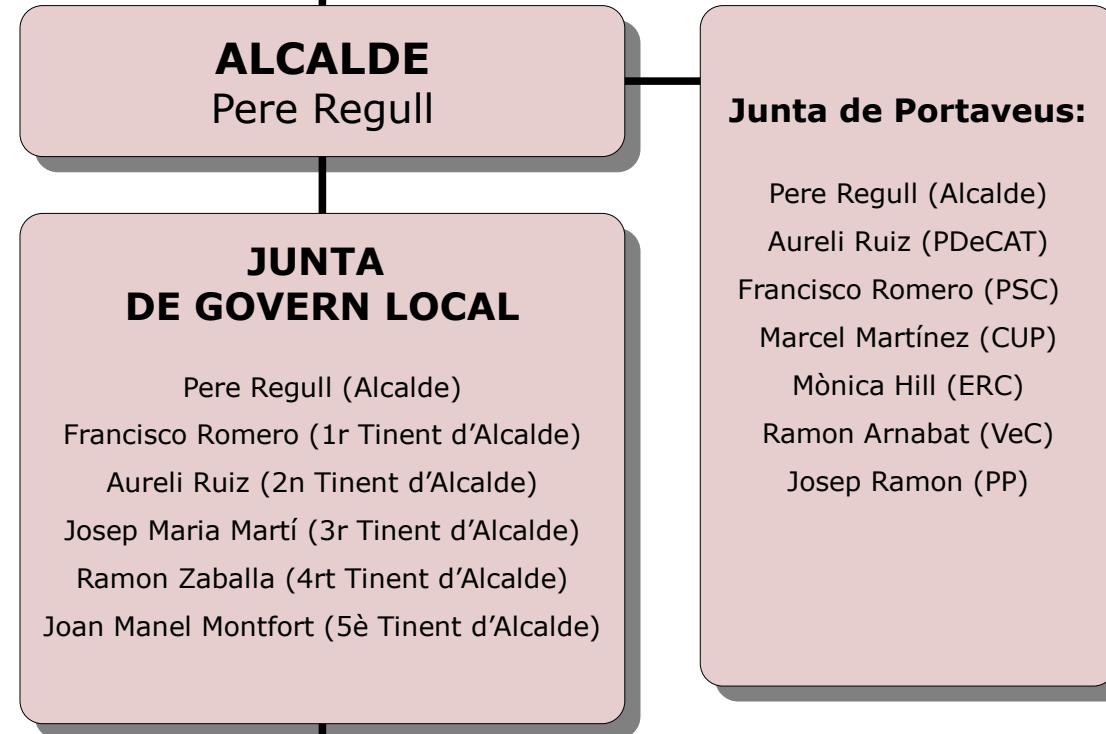 ALCALDE
Pere Regull
JUNTA
DE GOVERN LOCAL
Pere Regull (Alcalde)
Francisco Romero (1r Tinent d’Alcalde)
Aureli Ruiz (2n Tinent d’Alcalde)
Josep Maria Martí (3r Tinent d’Alcalde)
Ramon Zaballa (4rt Tinent d’Alcalde)
Joan Manel Montfort (5è Tinent d’Alcalde)
Junta de Portaveus:
Pere Regull (Alcalde)
Aureli Ruiz (PDeCAT)
Francisco Romero (PSC)
Marcel Martínez (CUP)
Mònica Hill (ERC)
Ramon Arnabat (VeC)
Josep Ramon (PP)